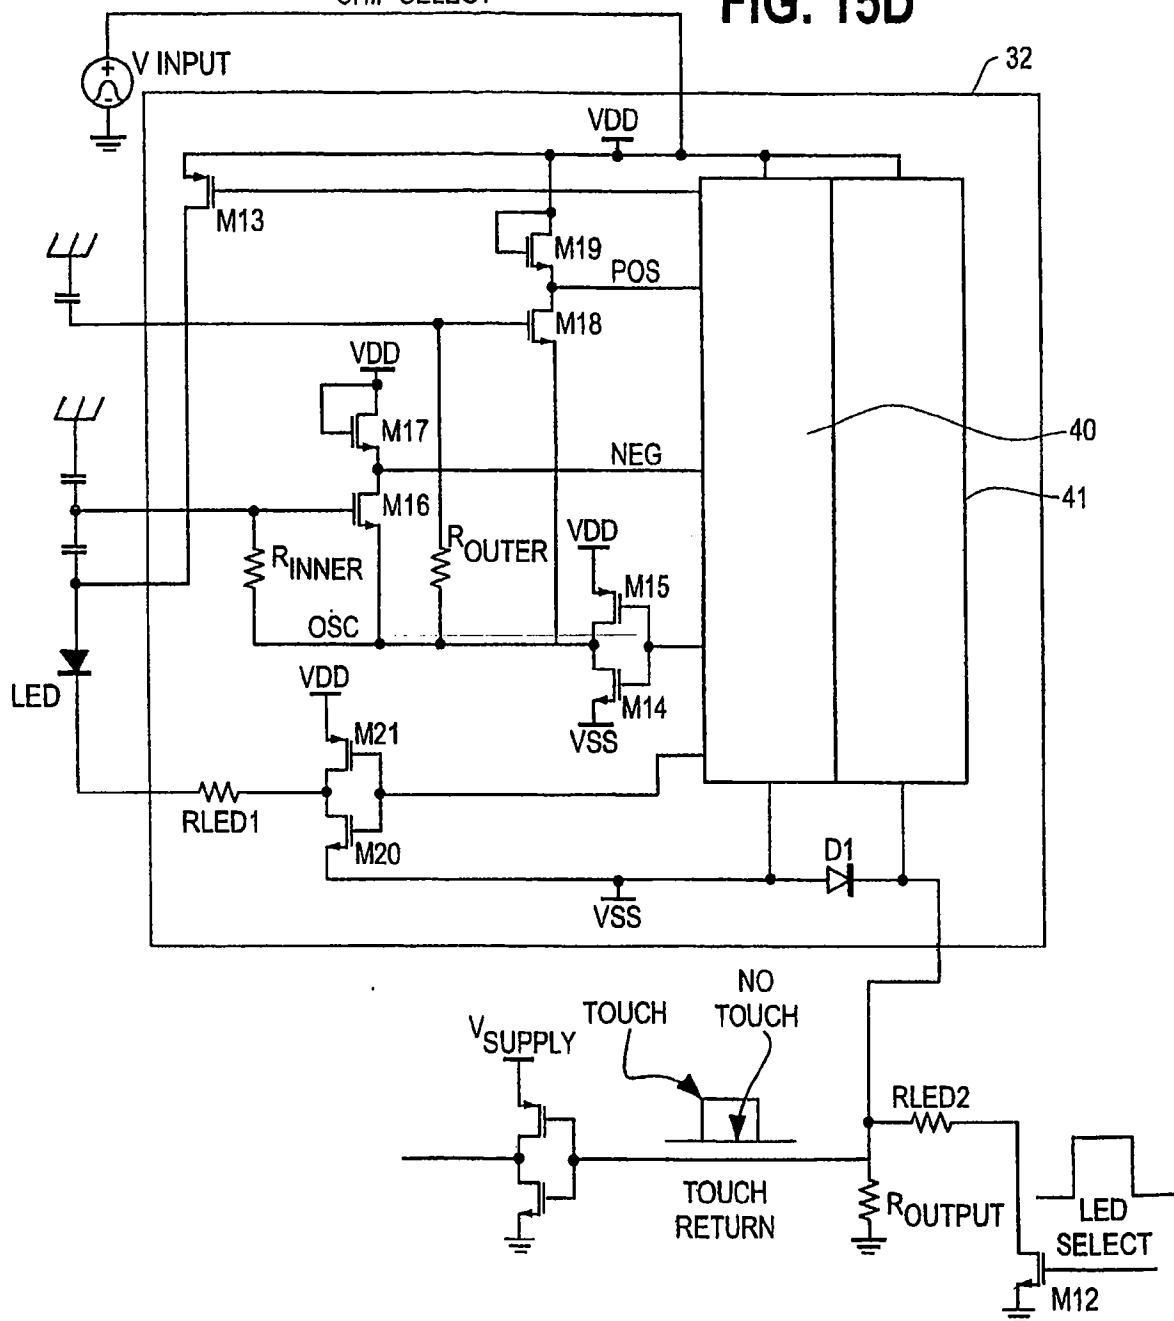 CHIP SELECT
FIG. 15D
V INPUT
32
VDD
M13
M19
POS
M18
VDD
M17
NEG
40
M16
41
VDD
RINNER
ROUTER
M15
OSC
M14
VSS
LED
VDD
M21
RLED1
M20
D1
VSS
NO
TOUCH
TOUCH
VSUPPLY
RLED2
TOUCH
RETURN
ROUTPUT
LED
SELECT
M12